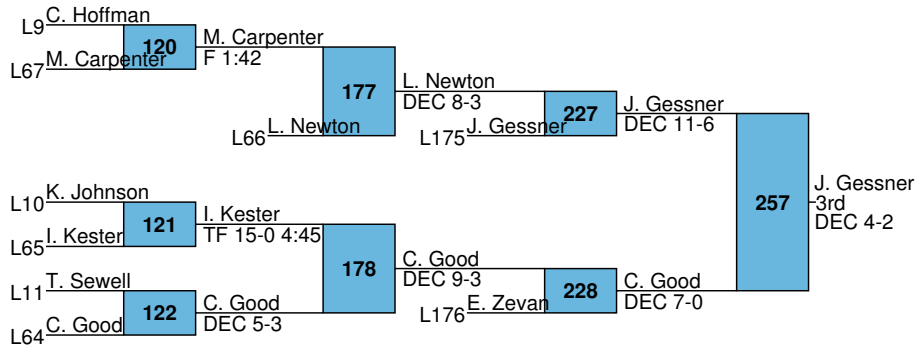 L9 C. Hoffman
120
L67 M. Carpenter
M. Carpenter
F 1:42
177
L66 L. Newton
L. Newton
DEC 8-3
227
L175 J. Gessner
J. Gessner
DEC 11-6
L10 K. Johnson
121
L65 I. Kester
I. Kester
TF 15-0 4:45
178
L11 T. Sewell
122
L64 C. Good
C. Good
DEC 5-3
C. Good
DEC 9-3
228
L176 E. Zevan
C. Good
DEC 7-0
257
J. Gessner
3rd
DEC 4-2